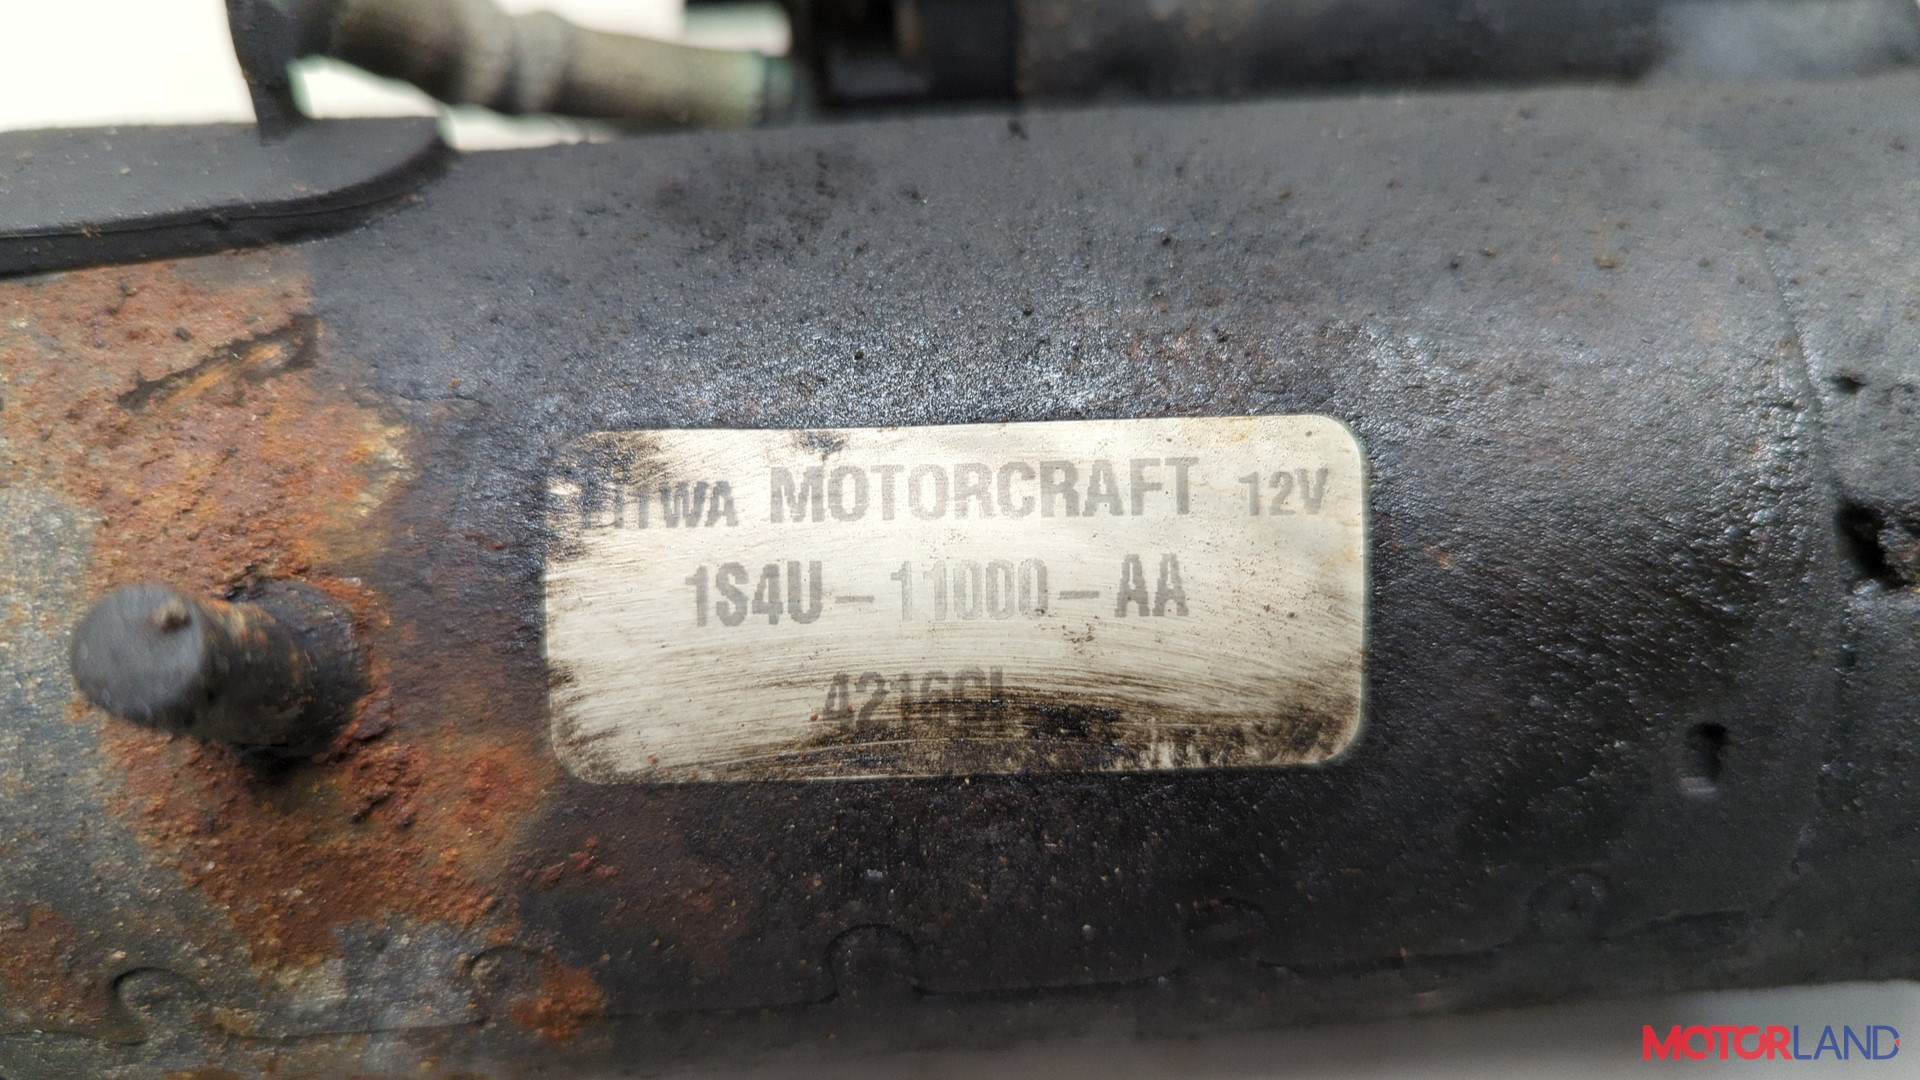 MOTORCRAFT 12V
1S4U-11000-AA
MOTORLAND